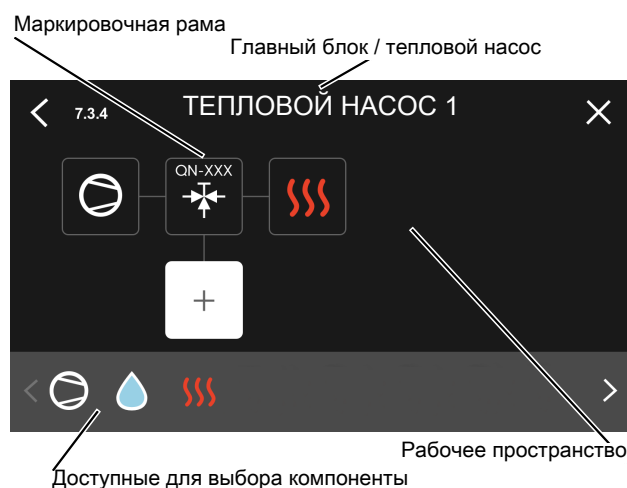 Маркировочная рама
Главный блок / тепловой насос
7.3.4 ТЕПЛОВОЙ НАСОС 1
QN-XXX
Рабочее пространство
Доступные для выбора компоненты